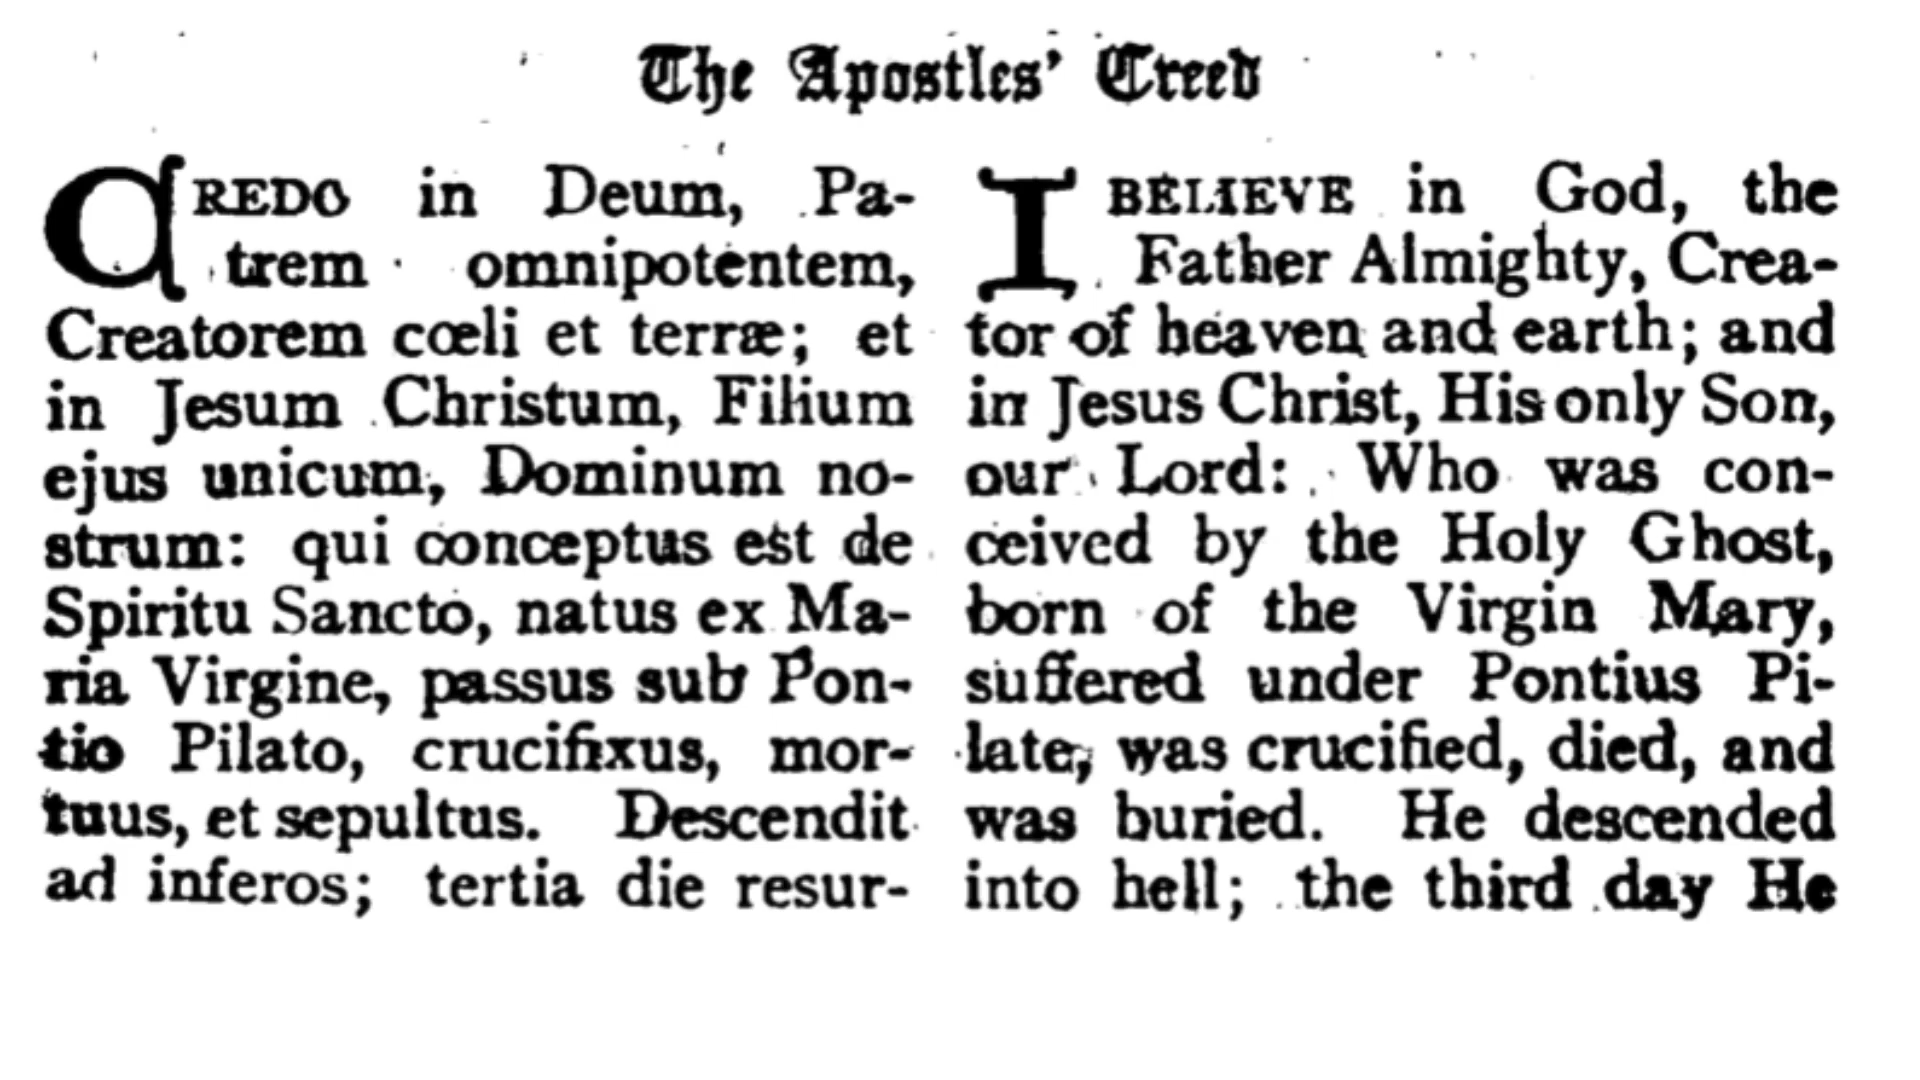 The Apostles' Creed
CREDO in Deum, Pa-
trem omnipotentem,
Creatorem cœli et terræ; et
in Jesum Christum, Filium
ejus unicum, Dominum no-
strum: qui conceptus est de
Spiritu Sancto, natus ex Ma-
ria Virgine, passus sub Pon-
tio Pilato, crucifixus, mor-
tuus, et sepultus. Descendit
ad inferos; tertia die resur-
I BELIEVE in God, the
Father Almighty, Crea-
tor of heaven and earth; and
in Jesus Christ, His only Son,
our Lord: Who was con-
ceived by the Holy Ghost,
born of the Virgin Mary,
suffered under Pontius Pi-
late, was crucified, died, and
was buried. He descended
into hell; the third day He